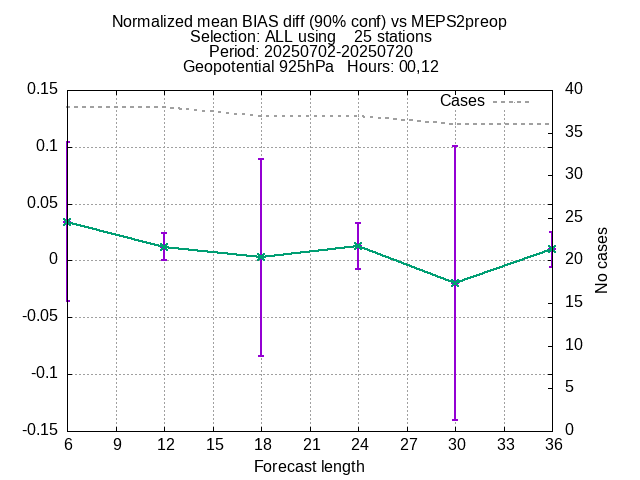 Normalized mean BIAS diff (90% conf) vs MEPS2preop
Selection: ALL using    25 stations
Period: 20250702-20250720
Geopotential 925hPa   Hours: 00,12
0.15
0.1
0.05
0
-0.05
-0.1
-0.15
Cases
40
35
30
25
20
15
10
5
0
No cases
6 9 12 15 18 21 24 27 30 33 36
Forecast length